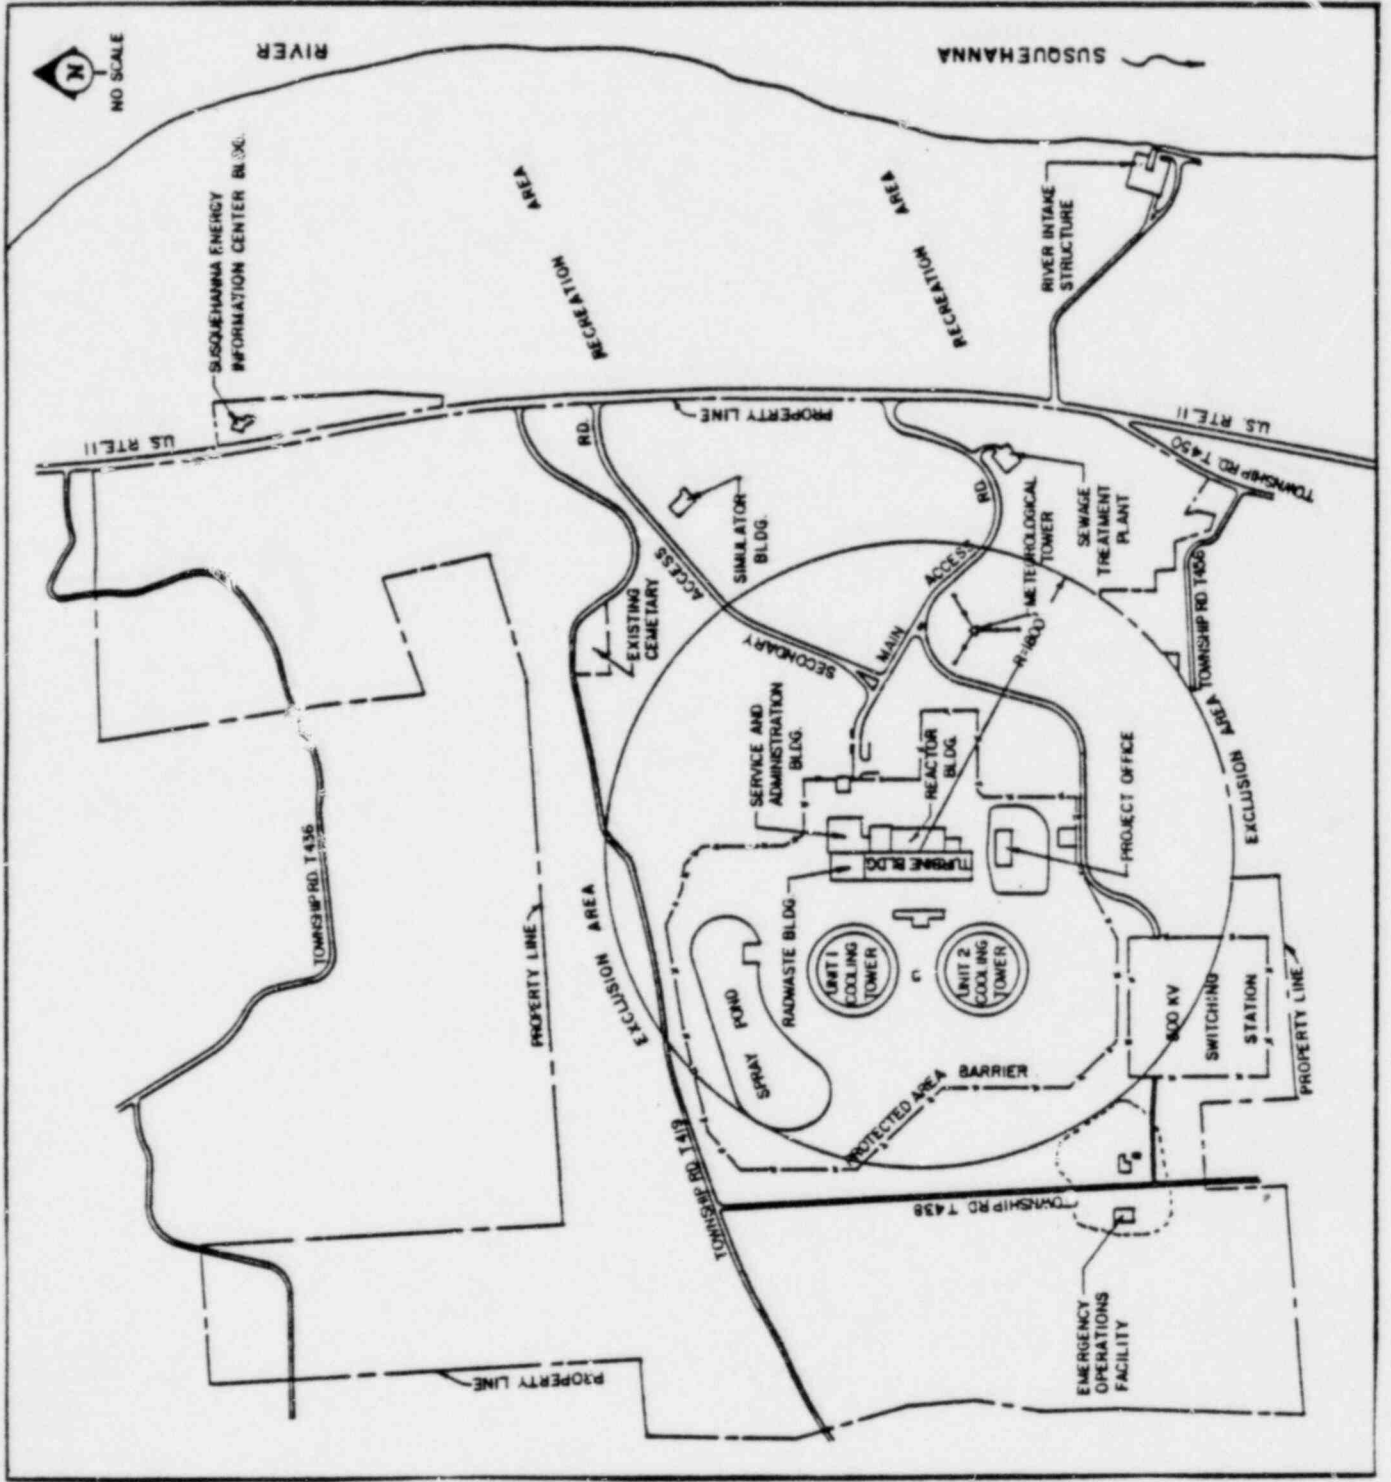 N
NO SCALE
RIVER
SUSQUEHANNA
SUSQUEHANNA ENERGY
INFORMATION CENTER BLDG.
RECREATION AREA
RECREATION AREA
RIVER INTAKE
STRUCTURE
U.S. RTE. 11
PROPERTY LINE
U.S. RTE. 11
TOWNSHIP RD. T450
SECONDARY ACCESS RD.
SIMULATOR
BLDG.
MAIN ACCESS RD.
SEWAGE
TREATMENT
PLANT
METEOROLOGICAL
TOWER
TOWNSHIP RD T456
EXISTING
CEMETARY
R=1800'
SERVICE AND
ADMINISTRATION
BLDG.
REACTOR
BLDG.
EXCLUSION AREA
PROJECT OFFICE
TOWNSHIP RD. T436
PROPERTY LINE
EXCLUSION AREA
TURBINE BLDG
RADWASTE BLDG
UNIT 1
COOLING
TOWER
UNIT 2
COOLING
TOWER
SPRAY POND
PROTECTED AREA BARRIER
500 KV
SWITCHING
STATION
PROPERTY LINE
TOWNSHIP RD. T419
TOWNSHIP RD T438
EMERGENCY
OPERATIONS
FACILITY
PROPERTY LINE